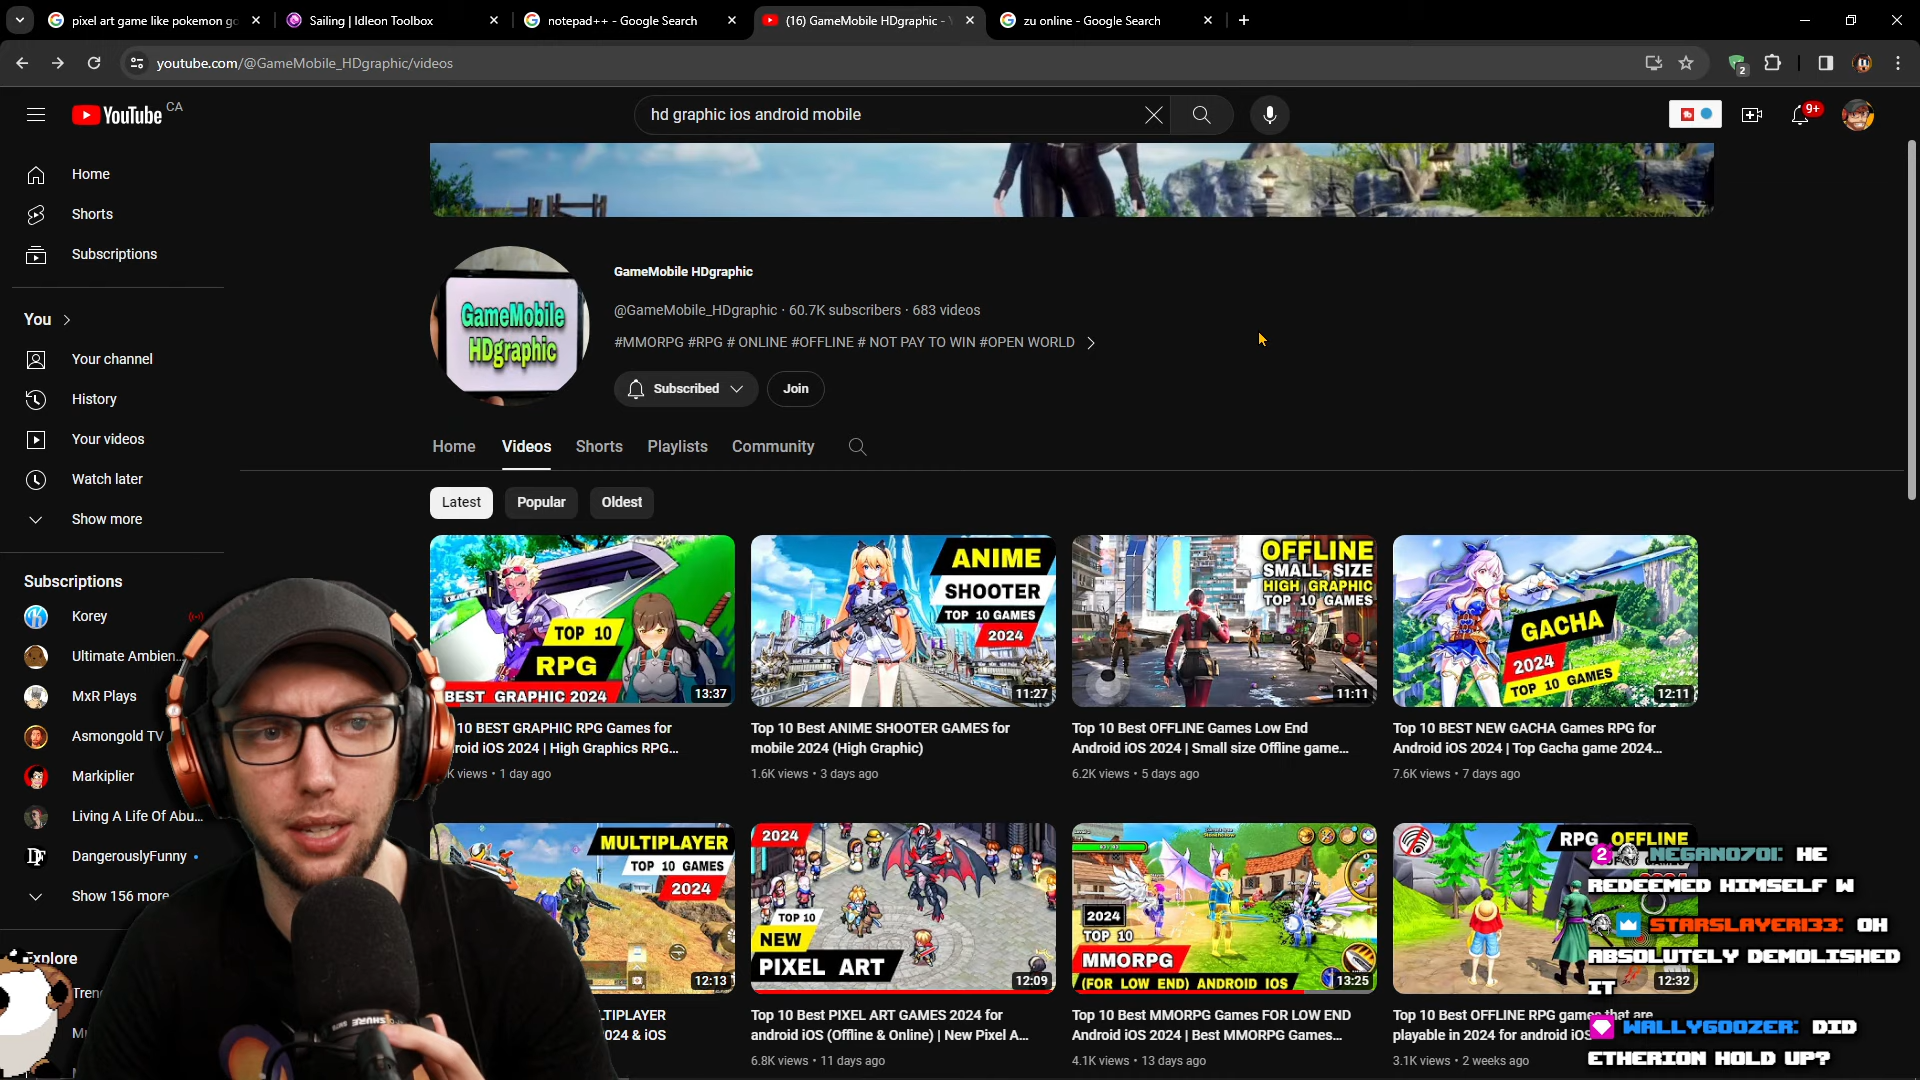 pixel art game like pokemon go
Sailing | Idleon Toolbox
notepad++ - Google Search
(16) GameMobile HDgraphic -
zu online - Google Search
youtube.com/@GameMobile_HDgraphic/videos
2
YouTube CA
hd graphic ios android mobile
9+
Home
Shorts
Subscriptions
You
Your channel
History
Your videos
Watch later
Show more
Subscriptions
Korey
Ultimate Ambien...
MxR Plays
Asmongold TV
Markiplier
Living A Life Of Abu...
DangerouslyFunny
Show 156 more
Explore
GameMobile
HDgraphic
GameMobile HDgraphic
@GameMobile_HDgraphic · 60.7K subscribers · 683 videos
#MMORPG #RPG # ONLINE #OFFLINE # NOT PAY TO WIN #OPEN WORLD
Subscribed
Join
Home
Videos
Shorts
Playlists
Community
Latest
Popular
Oldest
TOP 10
RPG
BEST GRAPHIC 2024
13:37
10 BEST GRAPHIC RPG Games for
roid iOS 2024 | High Graphics RPG...
K views • 1 day ago
ANIME
SHOOTER
TOP 10 GAMES
2024
11:27
Top 10 Best ANIME SHOOTER GAMES for
mobile 2024 (High Graphic)
1.6K views • 3 days ago
OFFLINE
SMALL SIZE
HIGH GRAPHIC
TOP 10 GAMES
11:11
Top 10 Best OFFLINE Games Low End
Android iOS 2024 | Small size Offline game...
6.2K views • 5 days ago
GACHA
2024
TOP 10 GAMES
12:11
Top 10 BEST NEW GACHA Games RPG for
Android iOS 2024 | Top Gacha game 2024...
7.6K views • 7 days ago
MULTIPLAYER
TOP 10 GAMES
2024
12:13
LTIPLAYER
024 & iOS
2024
TOP 10
NEW
PIXEL ART
12:09
Top 10 Best PIXEL ART GAMES 2024 for
android iOS (Offline & Online) | New Pixel A...
6.8K views • 11 days ago
2024
TOP 10
MMORPG
(FOR LOW END) ANDROID IOS
13:25
Top 10 Best MMORPG Games FOR LOW END
Android iOS 2024 | Best MMORPG Games...
4.1K views • 13 days ago
RPG OFFLINE
12:32
Top 10 Best OFFLINE RPG games that are
playable in 2024 for android iOS
3.1K views • 2 weeks ago
2 NEGAN0701: HE
REDEEMED HIMSELF W
STARSLAYER133: OH
ABSOLUTELY DEMOLISHED
IT
WALLYGOOZER: DID
ETHERION HOLD UP?
SHURE